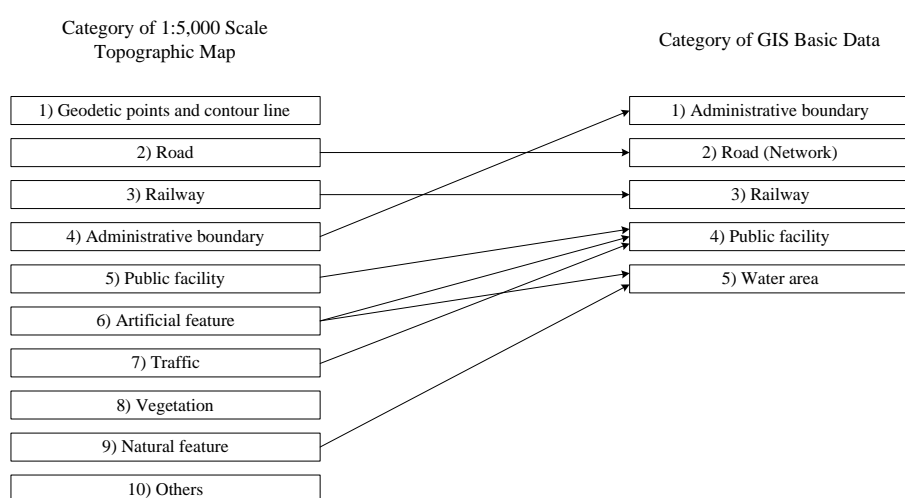 Category of 1:5,000 Scale
Topographic Map
Category of GIS Basic Data
1) Geodetic points and contour line
2) Road
3) Railway
4) Administrative boundary
5) Public facility
6) Artificial feature
7) Traffic
8) Vegetation
9) Natural feature
10) Others
1) Administrative boundary
2) Road (Network)
3) Railway
4) Public facility
5) Water area